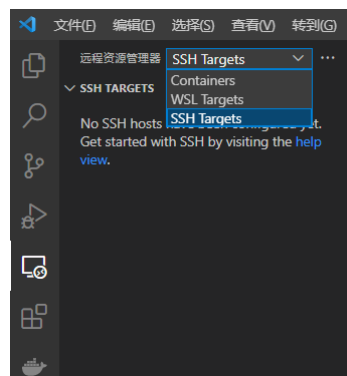 文件(F) 编辑(E) 选择(S) 查看(V) 转到(G)
远程资源管理器 SSH Targets
Containers
WSL Targets
SSH Targets
SSH TARGETS
No SSH hosts have been configured yet.
Get started with SSH by visiting the help
view.